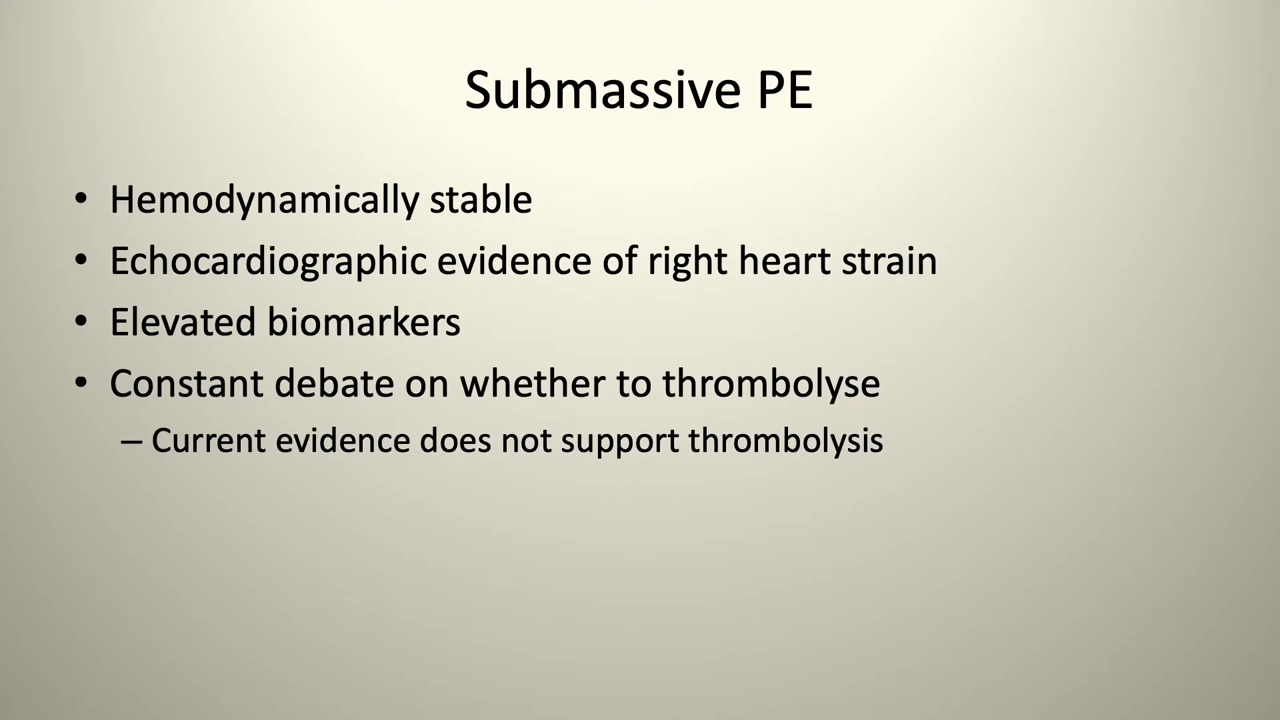 Submassive PE
• Hemodynamically stable
• Echocardiographic evidence of right heart strain
• Elevated biomarkers
• Constant debate on whether to thrombolyse
– Current evidence does not support thrombolysis